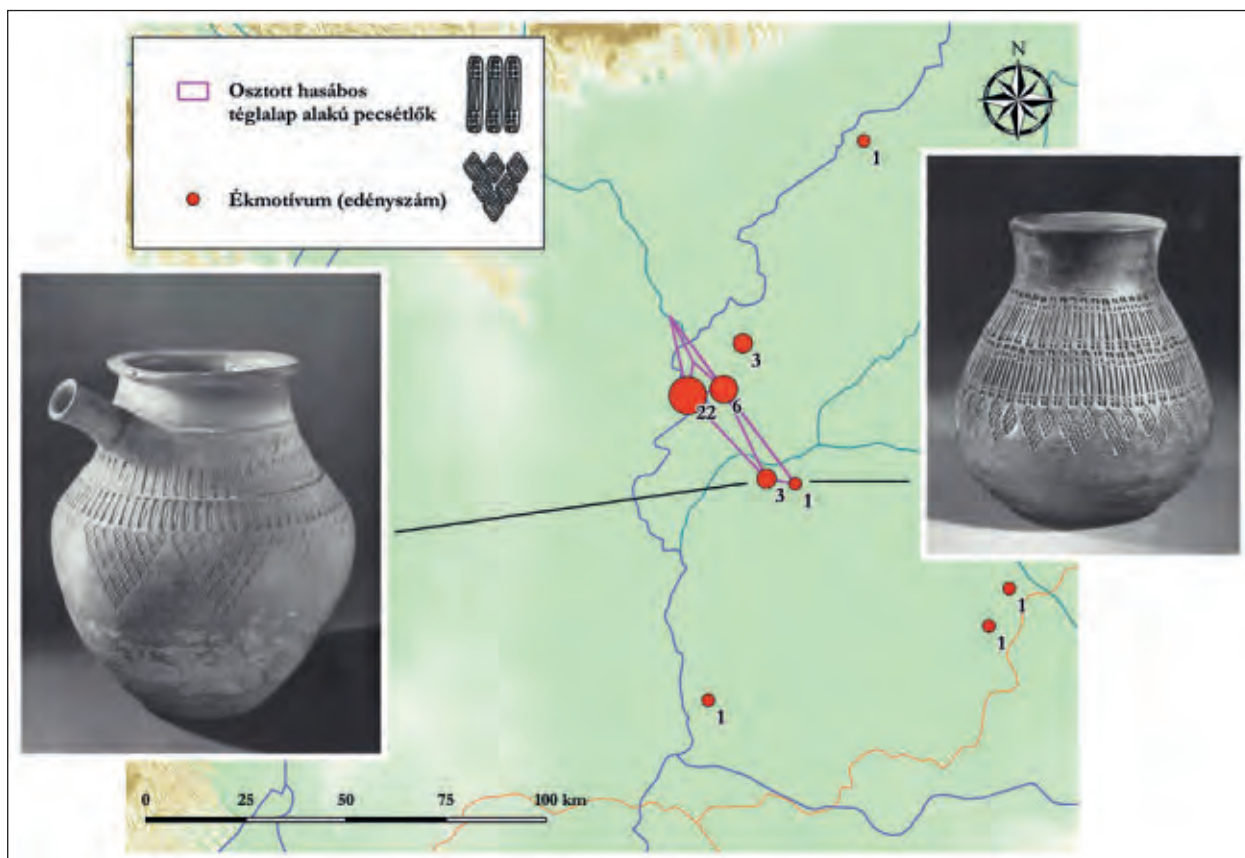 Osztott hasábos
téglalap alakú pecsétlők
Ékmotívum (edényszám)
N
1
3
6
22
3
1
1
1
1
0 25 50 75 100 km